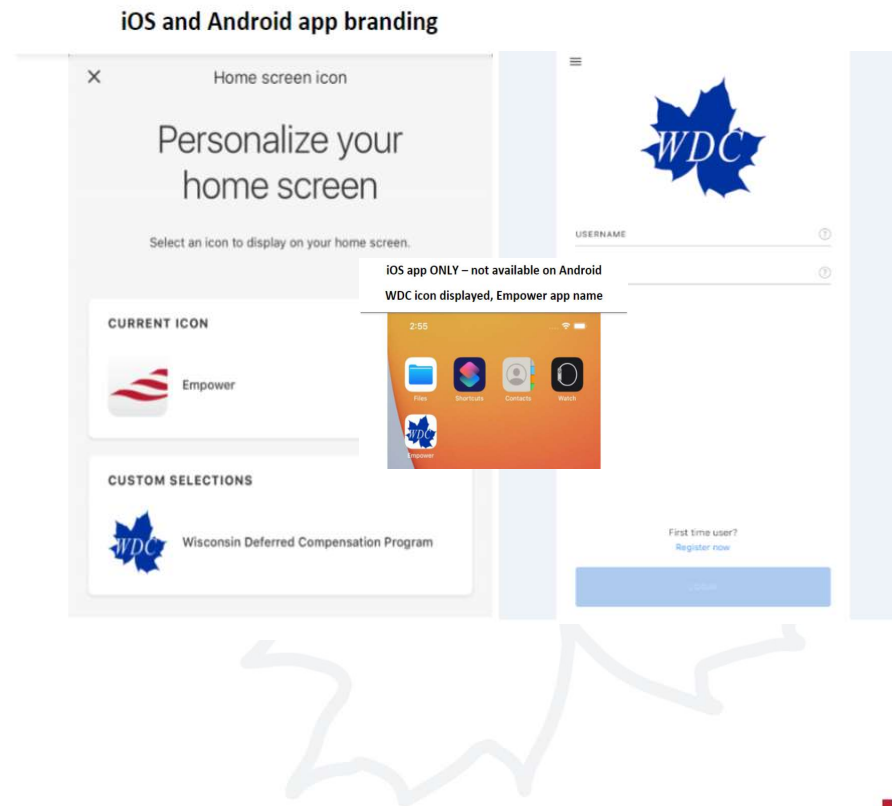 iOS and Android app branding
Home screen icon
Personalize your
home screen
Select an icon to display on your home screen.
CURRENT ICON
Empower
CUSTOM SELECTIONS
WDC
Wisconsin Deferred Compensation Program
iOS app ONLY – not available on Android
WDC icon displayed, Empower app name
2:55
Files
Shortcuts
Contacts
Watch
WDC
Empower
WDC
USERNAME
First time user?
Register now